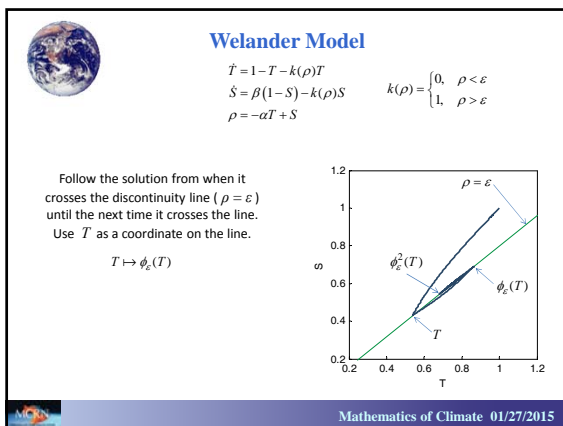 Welander Model
Ṫ = 1 − T − k(ρ)T
Ṡ = β(1 − S) − k(ρ)S
ρ = −αT + S
k(ρ) = { 0, ρ < ε
1, ρ > ε
Follow the solution from when it
crosses the discontinuity line ( ρ = ε )
until the next time it crosses the line.
Use T as a coordinate on the line.
T ↦ φ_ε(T)
1.2
1
0.8
0.6
0.4
0.2
S
ρ = ε
φ_ε²(T)
φ_ε(T)
T
0.2 0.4 0.6 0.8 1 1.2
T
MCRN
Mathematics of Climate 01/27/2015